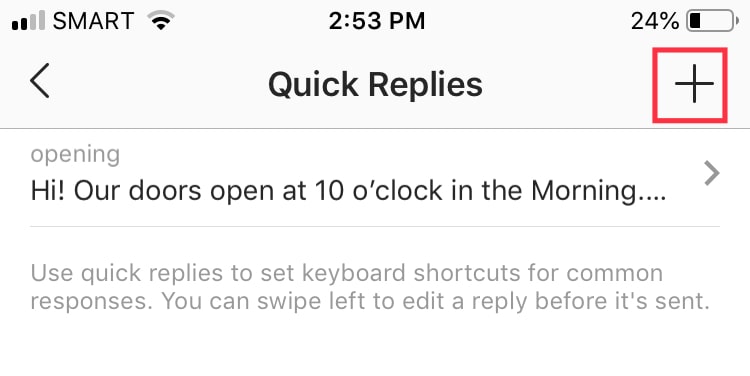 SMART 2:53 PM 24%
Quick Replies
opening
Hi! Our doors open at 10 o’clock in the Morning....
Use quick replies to set keyboard shortcuts for common
responses. You can swipe left to edit a reply before it's sent.